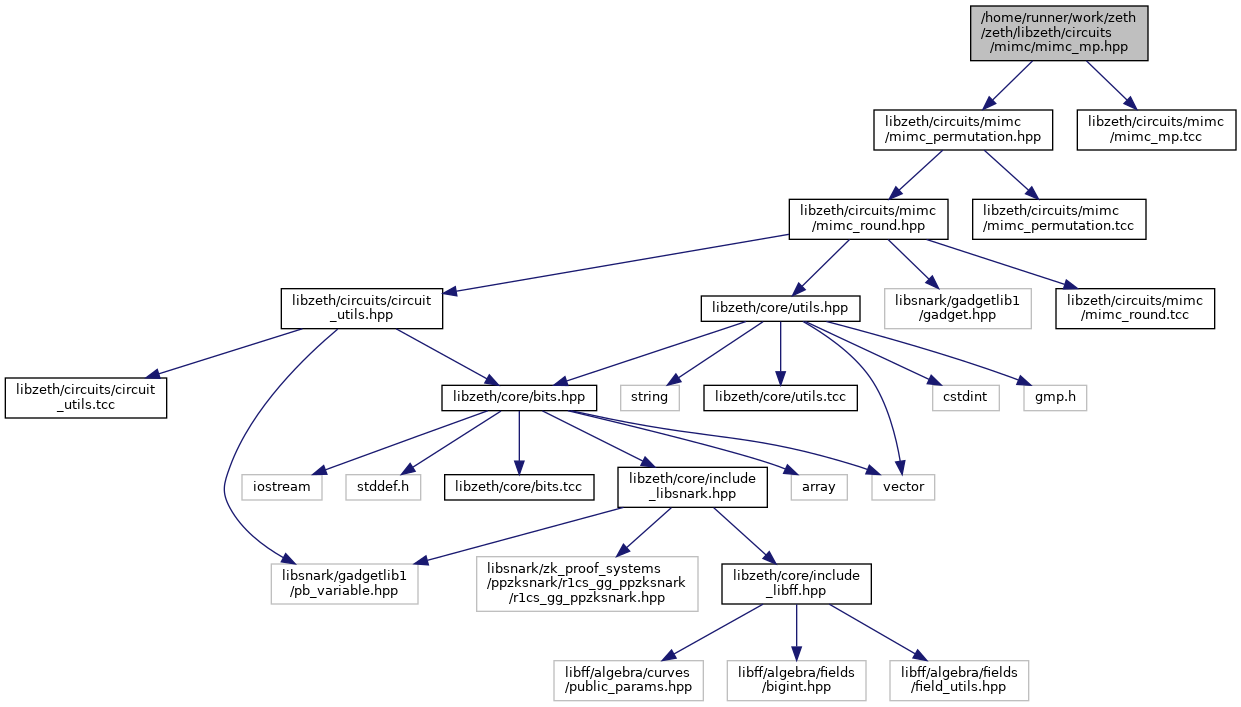 /home/runner/work/zeth
/zeth/libzeth/circuits
/mimc/mimc_mp.hpp
libzeth/circuits/mimc
/mimc_permutation.hpp
libzeth/circuits/mimc
/mimc_mp.tcc
libzeth/circuits/mimc
/mimc_round.hpp
libzeth/circuits/mimc
/mimc_permutation.tcc
libzeth/circuits/circuit
_utils.hpp
libzeth/core/utils.hpp
libsnark/gadgetlib1
/gadget.hpp
libzeth/circuits/mimc
/mimc_round.tcc
libzeth/circuits/circuit
_utils.tcc
libzeth/core/bits.hpp
string
libzeth/core/utils.tcc
cstdint
gmp.h
iostream
stddef.h
libzeth/core/bits.tcc
libzeth/core/include
_libsnark.hpp
array
vector
libsnark/gadgetlib1
/pb_variable.hpp
libsnark/zk_proof_systems
/ppzksnark/r1cs_gg_ppzksnark
/r1cs_gg_ppzksnark.hpp
libzeth/core/include
_libff.hpp
libff/algebra/curves
/public_params.hpp
libff/algebra/fields
/bigint.hpp
libff/algebra/fields
/field_utils.hpp